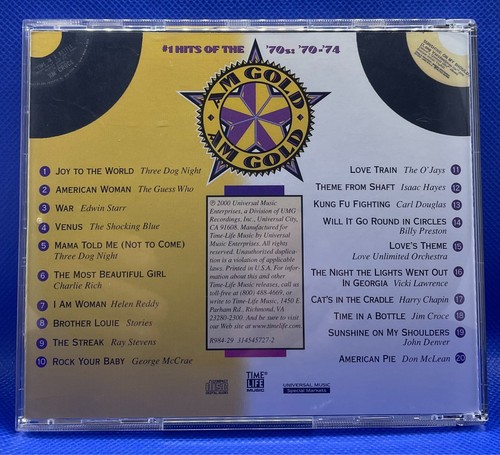 #1 HITS OF THE '70s: '70-'74
AM GOLD
AM GOLD
1 JOY TO THE WORLD Three Dog Night
2 AMERICAN WOMAN The Guess Who
3 WAR Edwin Starr
4 VENUS The Shocking Blue
5 MAMA TOLD ME (NOT TO COME)
Three Dog Night
6 THE MOST BEAUTIFUL GIRL
Charlie Rich
7 I AM WOMAN Helen Reddy
8 BROTHER LOUIE Stories
9 THE STREAK Ray Stevens
10 ROCK YOUR BABY George McCrae
℗ 2000 Universal Music
Enterprises, a Division of UMG
Recordings, Inc., Universal City,
CA 91608. Manufactured for
Time-Life Music by Universal
Music Enterprises. All rights
reserved. Unauthorized duplica-
tion is a violation of applicable
laws. Printed in U.S.A. For in-
formation about this and other
Time-Life Music releases, call us
toll-free at (800) 488-4669, or
write to Time-Life Music, 1450 E.
Parham Rd., Richmond, VA
23280-2300. And be sure to visit
our Web site at www.timelife.com.
R984-29 314545727-2
LOVE TRAIN The O'Jays 11
THEME FROM SHAFT Isaac Hayes 12
KUNG FU FIGHTING Carl Douglas 13
WILL IT GO ROUND IN CIRCLES 14
Billy Preston
LOVE'S THEME 15
Love Unlimited Orchestra
THE NIGHT THE LIGHTS WENT OUT 16
IN GEORGIA Vicki Lawrence
CAT'S IN THE CRADLE Harry Chapin 17
TIME IN A BOTTLE Jim Croce 18
SUNSHINE ON MY SHOULDERS 19
John Denver
AMERICAN PIE Don McLean 20
COMPACT
disc
DIGITAL AUDIO
TIME
LIFE
MUSIC
UNIVERSAL MUSIC
Special Markets